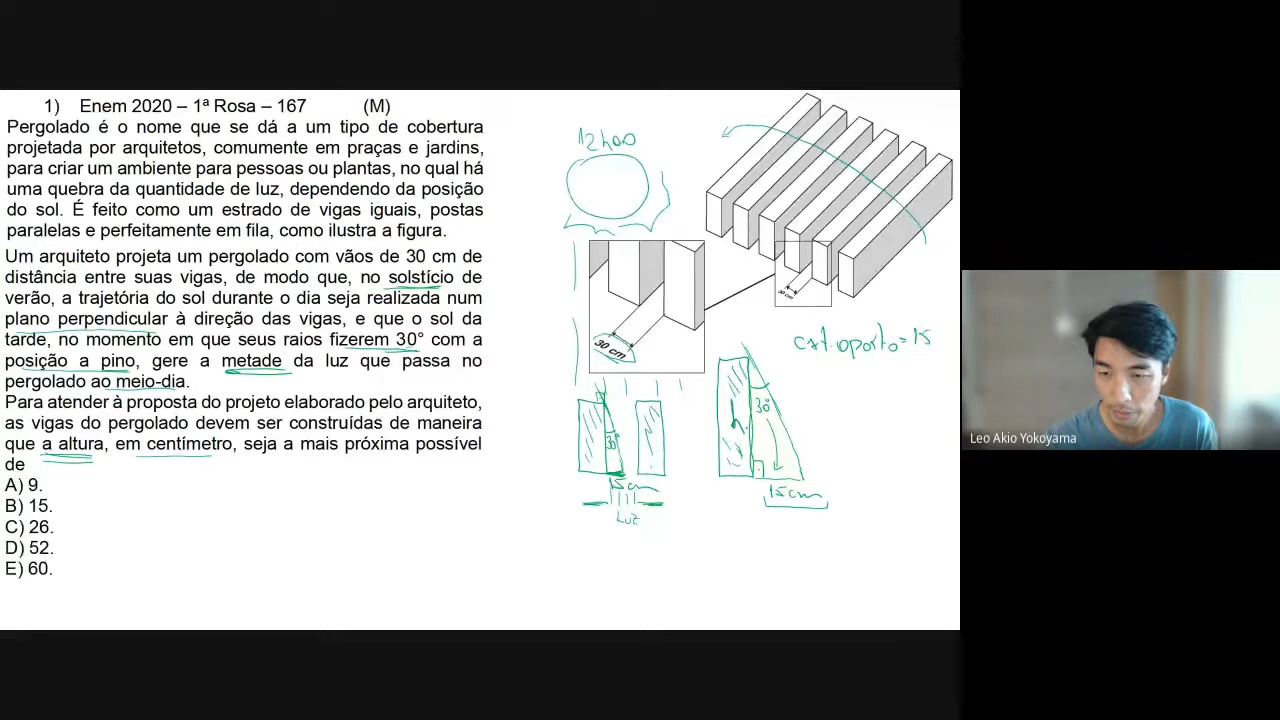 1) Enem 2020 – 1ª Rosa – 167 (M)
Pergolado é o nome que se dá a um tipo de cobertura
projetada por arquitetos, comumente em praças e jardins,
para criar um ambiente para pessoas ou plantas, no qual há
uma quebra da quantidade de luz, dependendo da posição
do sol. É feito como um estrado de vigas iguais, postas
paralelas e perfeitamente em fila, como ilustra a figura.
Um arquiteto projeta um pergolado com vãos de 30 cm de
distância entre suas vigas, de modo que, no solstício de
verão, a trajetória do sol durante o dia seja realizada num
plano perpendicular à direção das vigas, e que o sol da
tarde, no momento em que seus raios fizerem 30° com a
posição a pino, gere a metade da luz que passa no
pergolado ao meio-dia.
Para atender à proposta do projeto elaborado pelo arquiteto,
as vigas do pergolado devem ser construídas de maneira
que a altura, em centímetro, seja a mais próxima possível
de
A) 9.
B) 15.
C) 26.
D) 52.
E) 60.
12h00
30 cm
30 cm
cat. oposto = 15
30°
15cm
LUZ
h
30°
15cm
Leo Akio Yokoyama